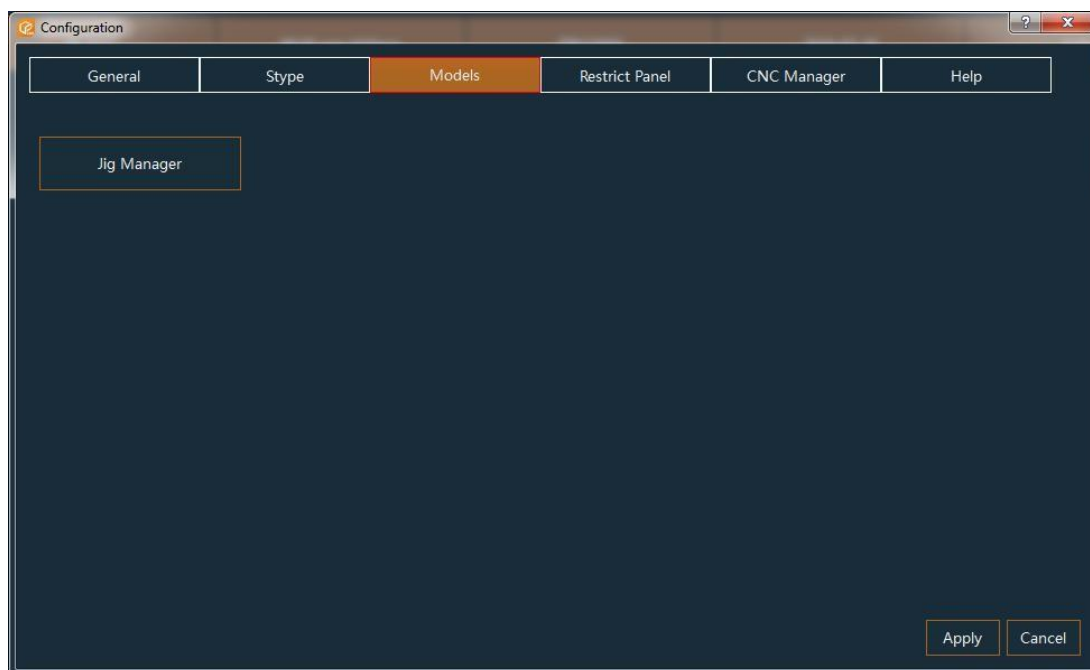 Configuration
General Stype Models Restrict Panel CNC Manager Help
Jig Manager
Apply Cancel